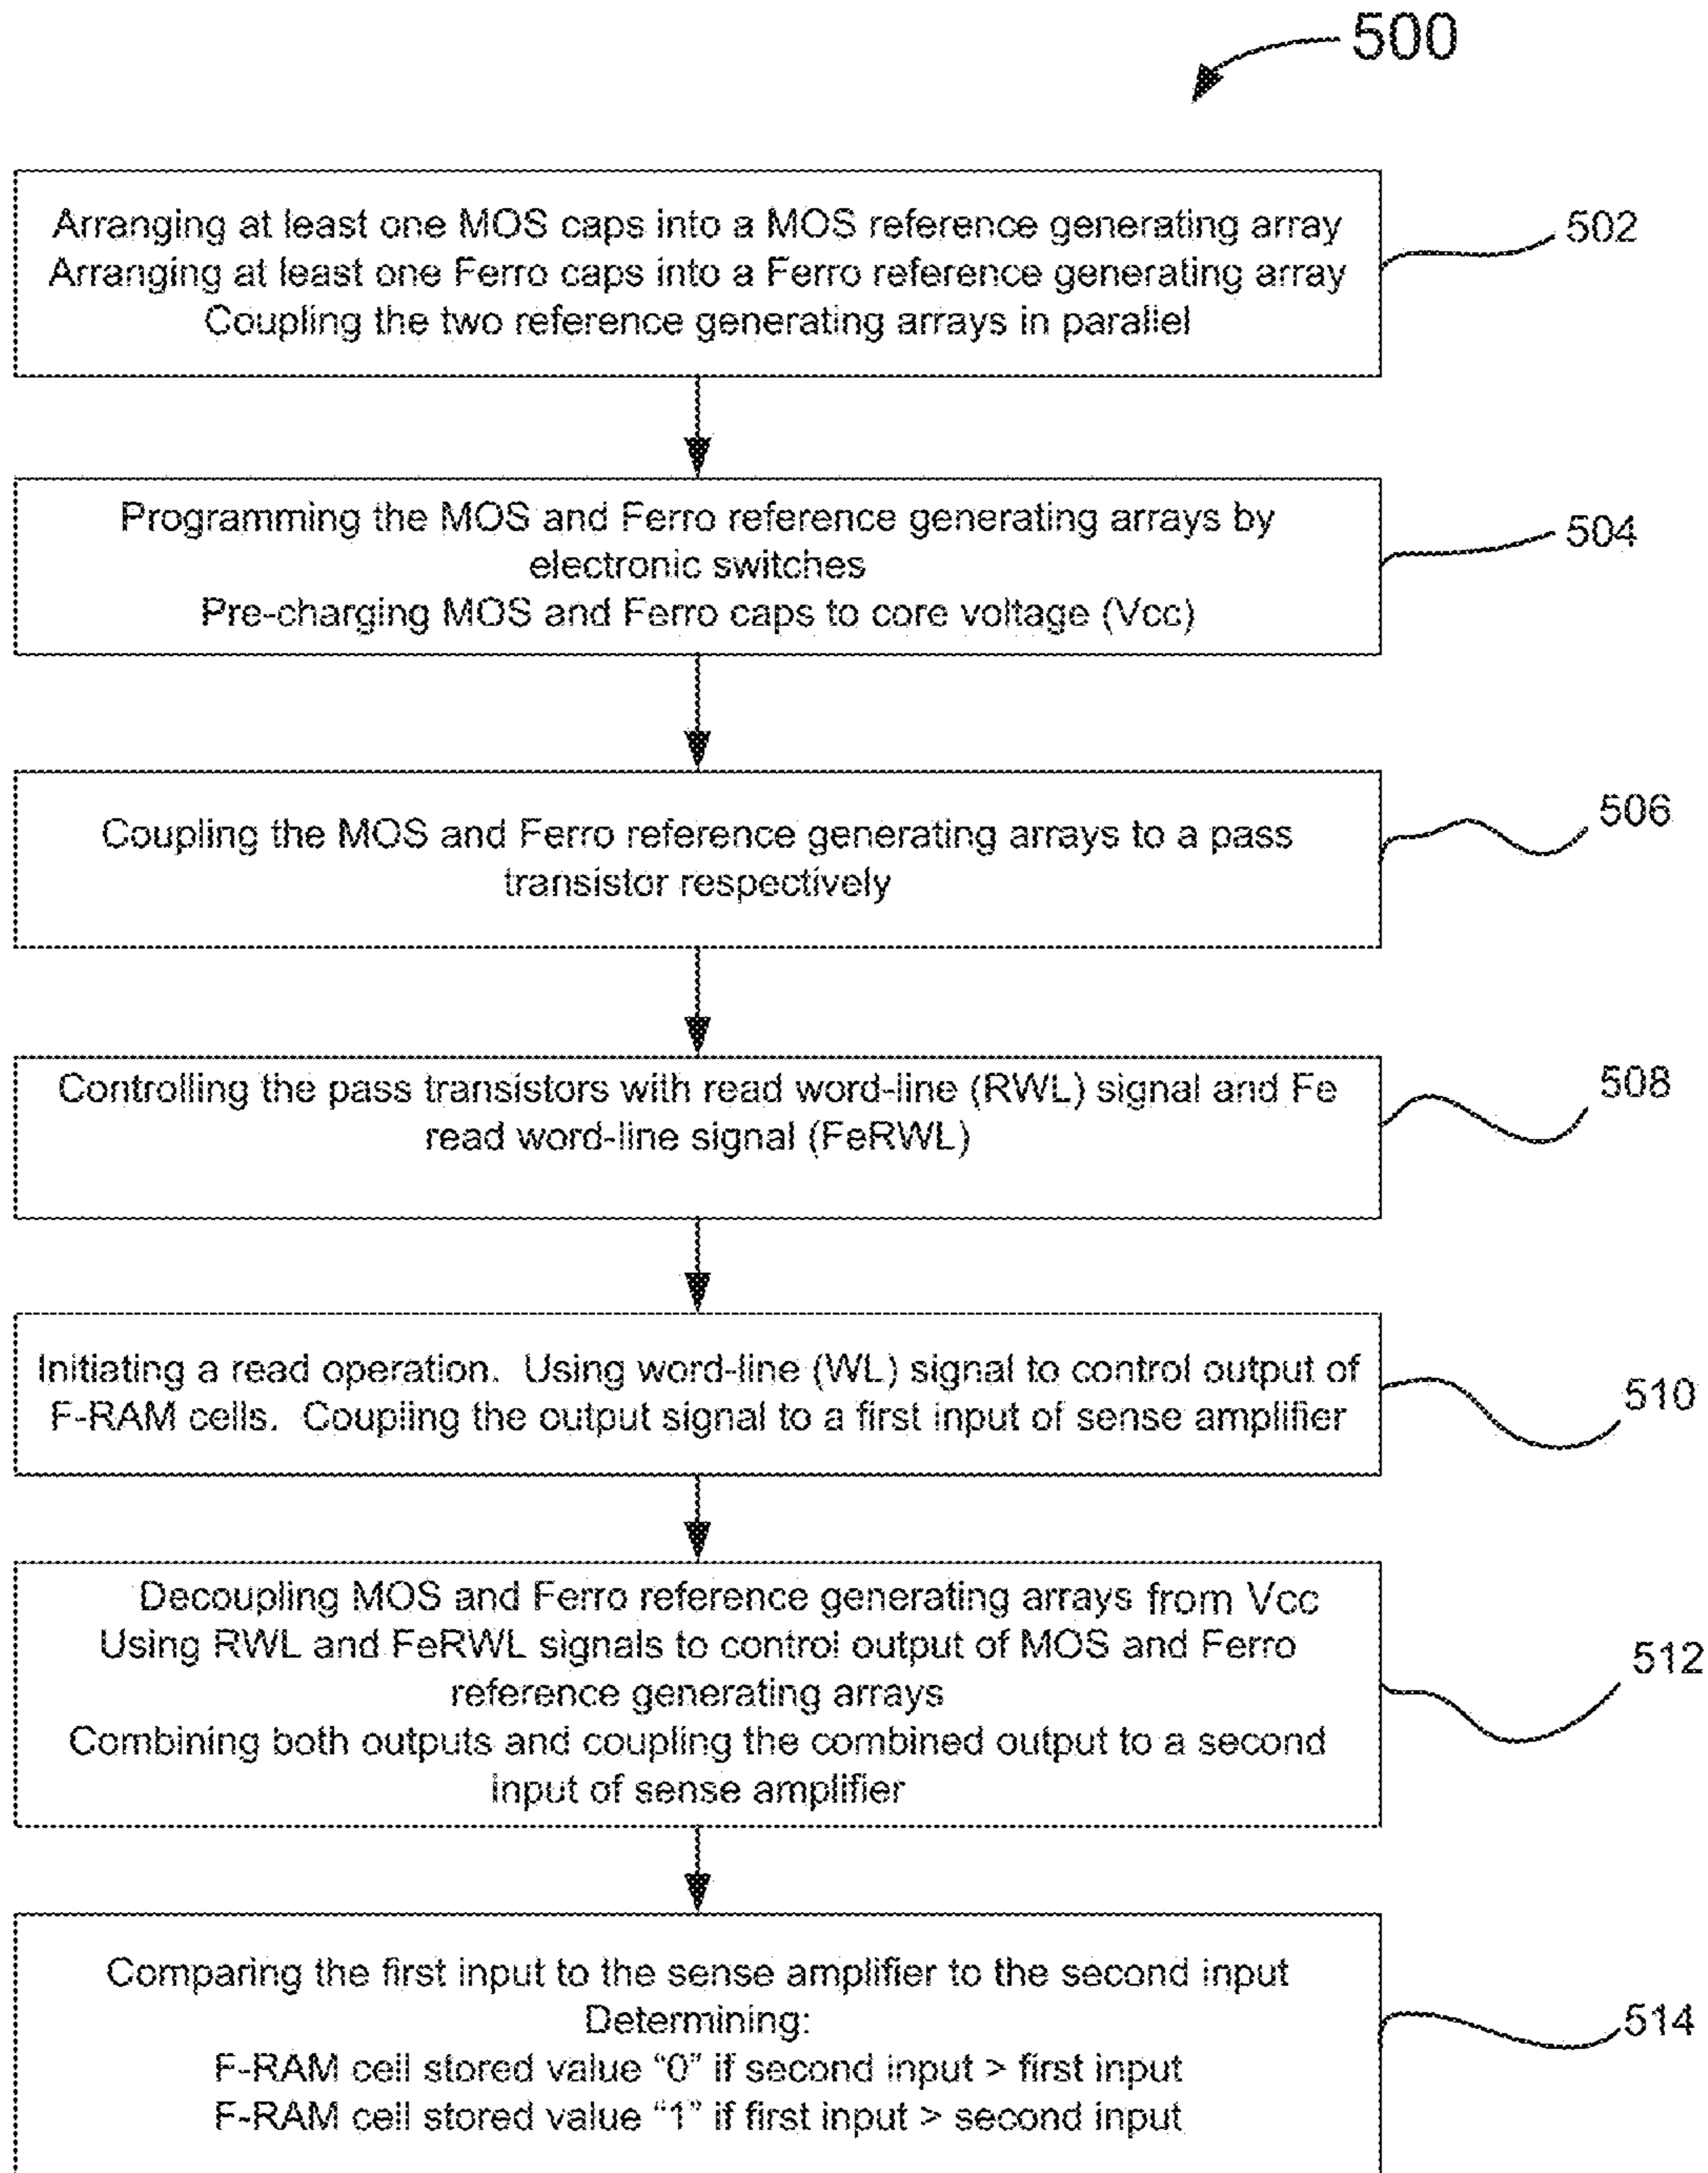 500
Arranging at least one MOS caps into a MOS reference generating array
Arranging at least one Ferro caps into a Ferro reference generating array
Coupling the two reference generating arrays in parallel
502
Programming the MOS and Ferro reference generating arrays by
electronic switches
Pre-charging MOS and Ferro caps to core voltage (Vcc)
504
Coupling the MOS and Ferro reference generating arrays to a pass
transistor respectively
506
Controlling the pass transistors with read word-line (RWL) signal and Fe
read word-line signal (FeRWL)
508
Initiating a read operation. Using word-line (WL) signal to control output of
F-RAM cells. Coupling the output signal to a first input of sense amplifier
510
Decoupling MOS and Ferro reference generating arrays from Vcc
Using RWL and FeRWL signals to control output of MOS and Ferro
reference generating arrays
Combining both outputs and coupling the combined output to a second
input of sense amplifier
512
Comparing the first input to the sense amplifier to the second input
Determining:
F-RAM cell stored value “0” if second input > first input
F-RAM cell stored value “1” if first input > second input
514